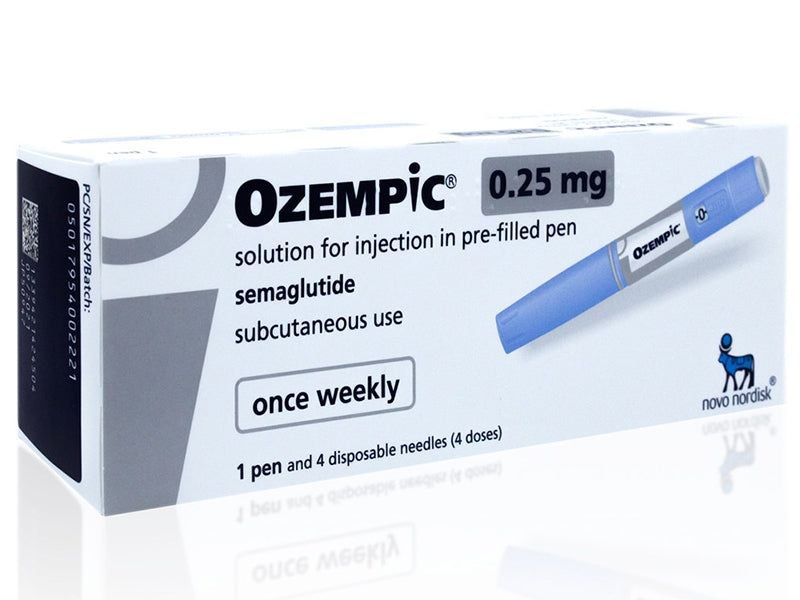 OZEMPIC® 0.25 mg
solution for injection in pre-filled pen
semaglutide
subcutaneous use
once weekly
1 pen and 4 disposable needles (4 doses)
OZEMPIC
-0-
novo nordisk®
PC/SN/EXP/Batch:
05017954002221